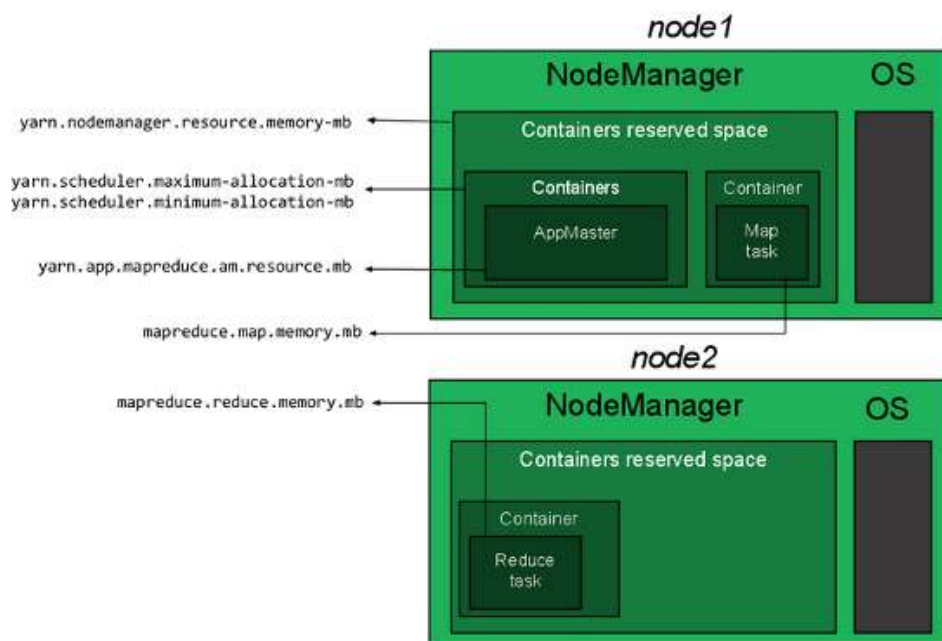 node1
NodeManager
OS
yarn.nodemanager.resource.memory-mb
Containers reserved space
yarn.scheduler.maximum-allocation-mb
yarn.scheduler.minimum-allocation-mb
Containers
Container
AppMaster
Map
task
yarn.app.mapreduce.am.resource.mb
mapreduce.map.memory.mb
node2
mapreduce.reduce.memory.mb
NodeManager
OS
Containers reserved space
Container
Reduce
task